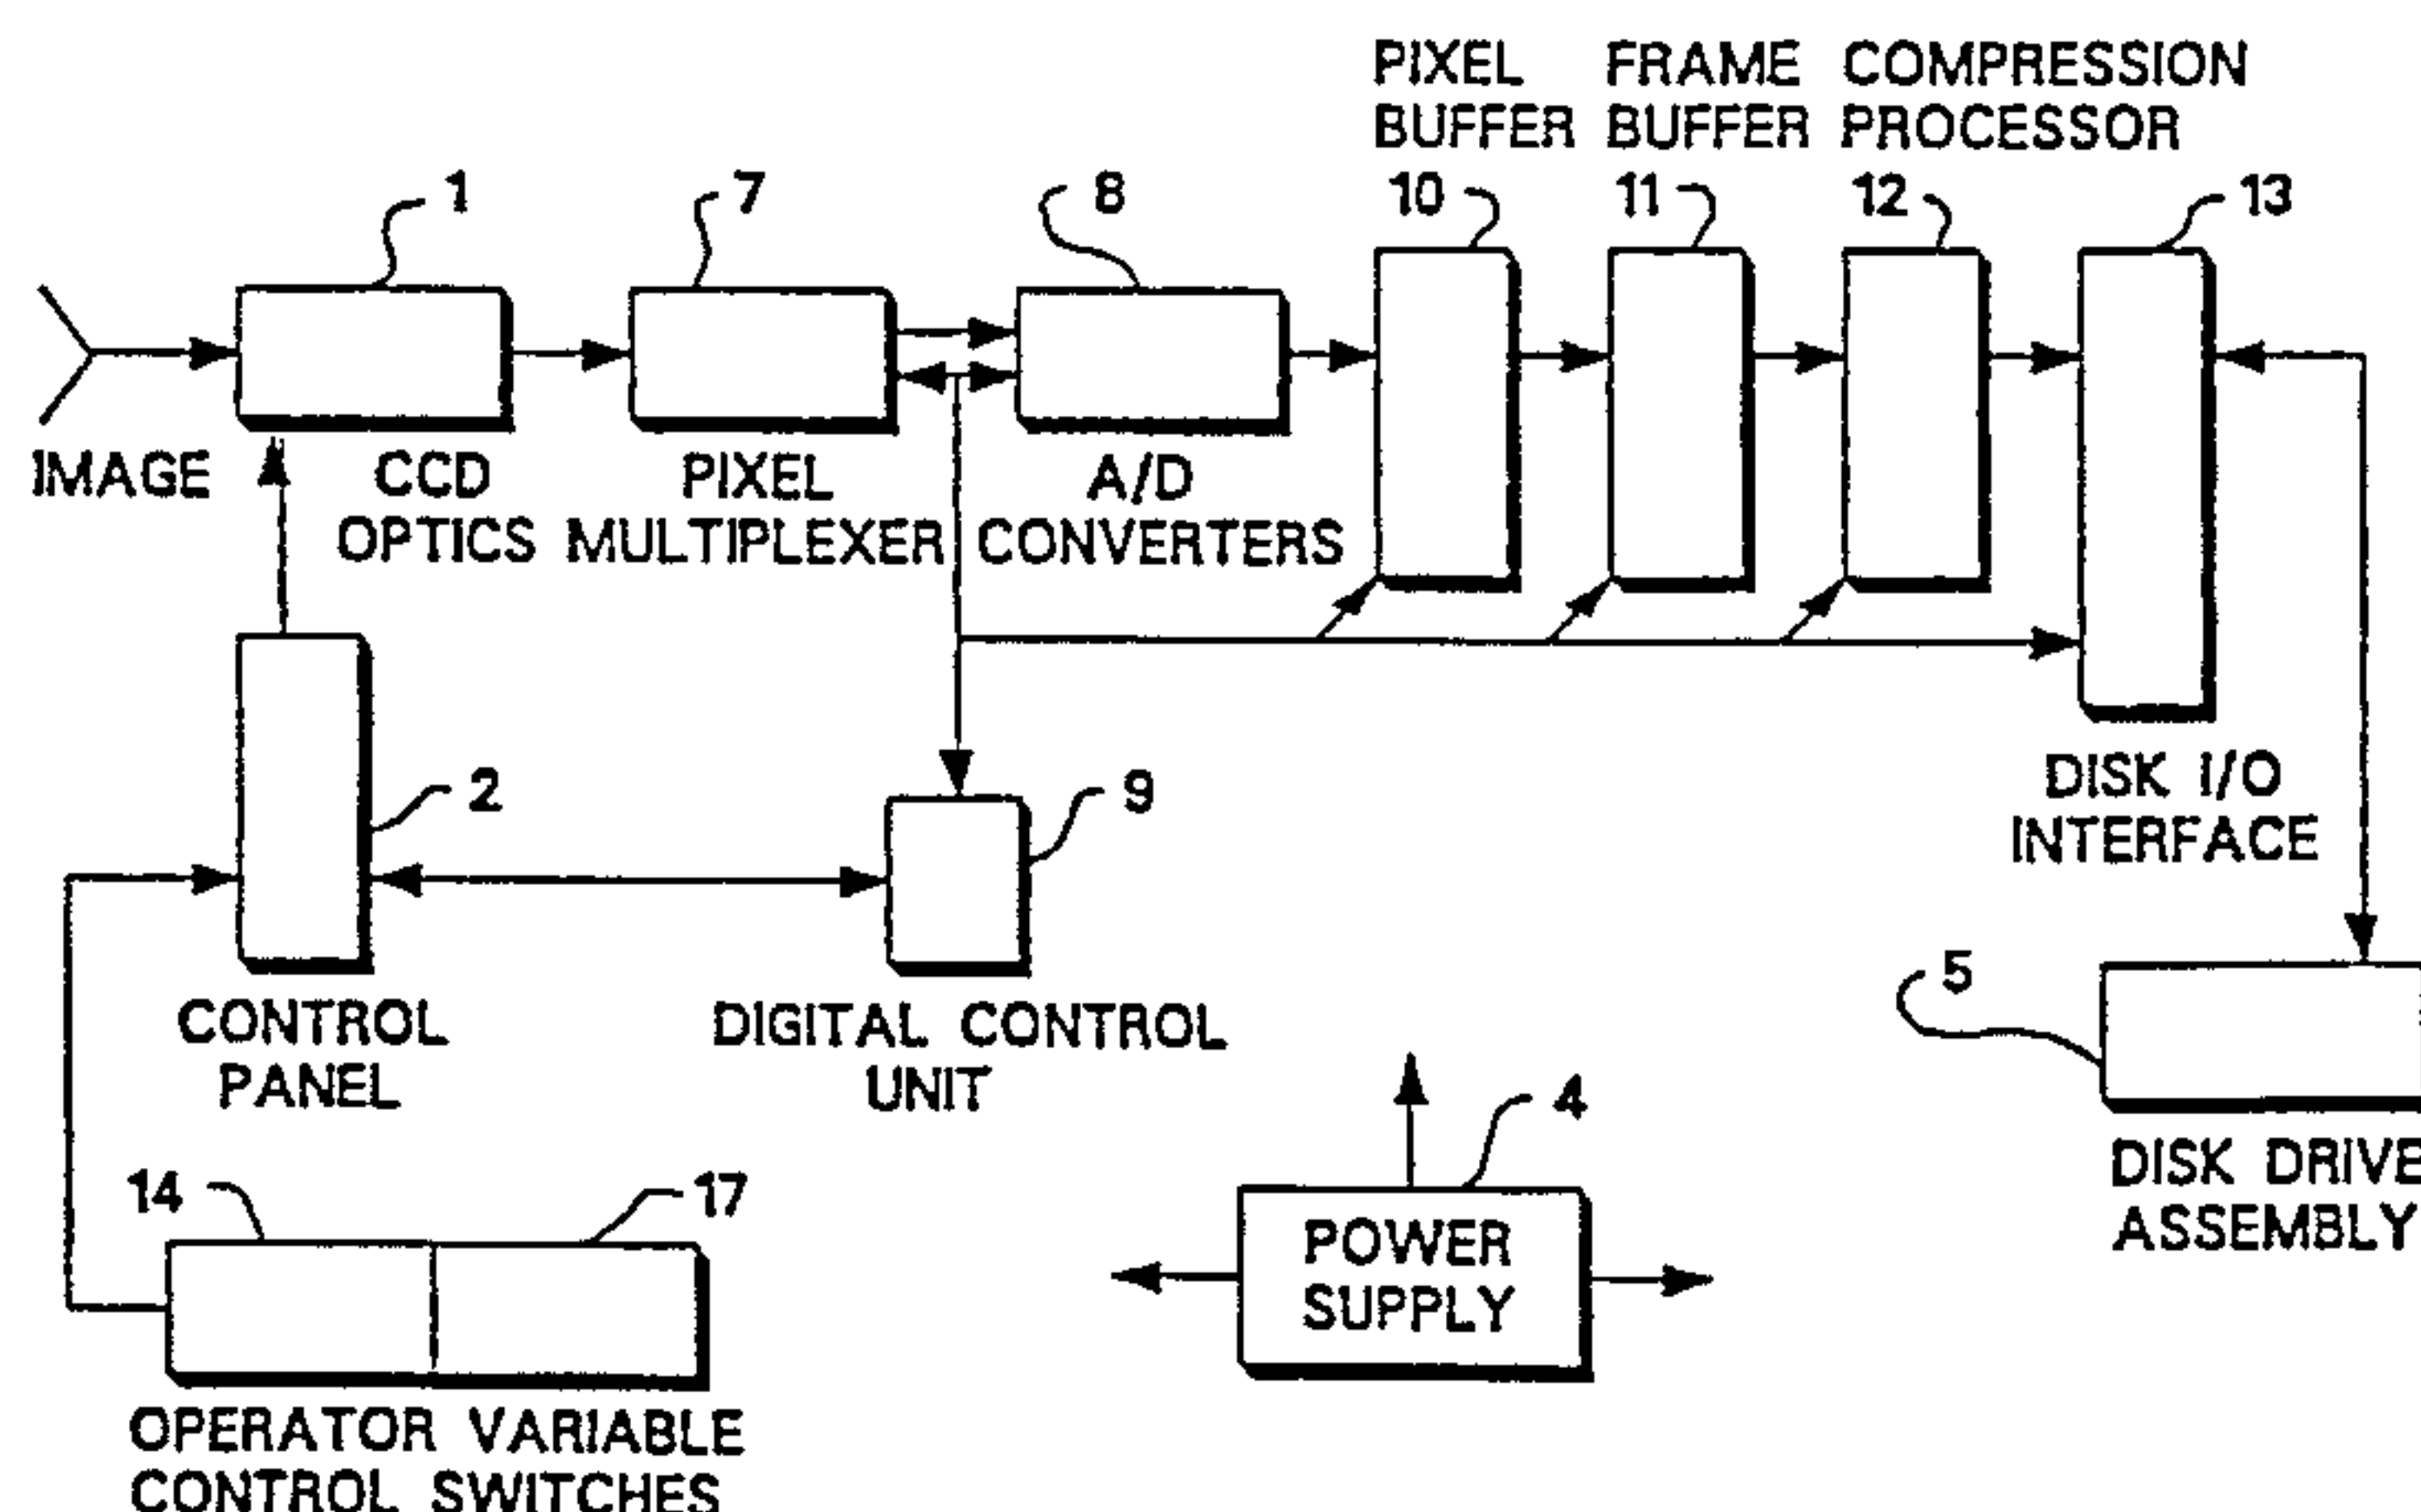 PIXEL FRAME COMPRESSION
BUFFER BUFFER PROCESSOR
1 7 8 10 11 12 13
IMAGE CCD PIXEL A/D
OPTICS MULTIPLEXER CONVERTERS
2 9
DISK I/O
INTERFACE
5
CONTROL
PANEL
DIGITAL CONTROL
UNIT
4
14 17
POWER
SUPPLY
DISK DRIVE
ASSEMBLY
OPERATOR VARIABLE
CONTROL SWITCHES